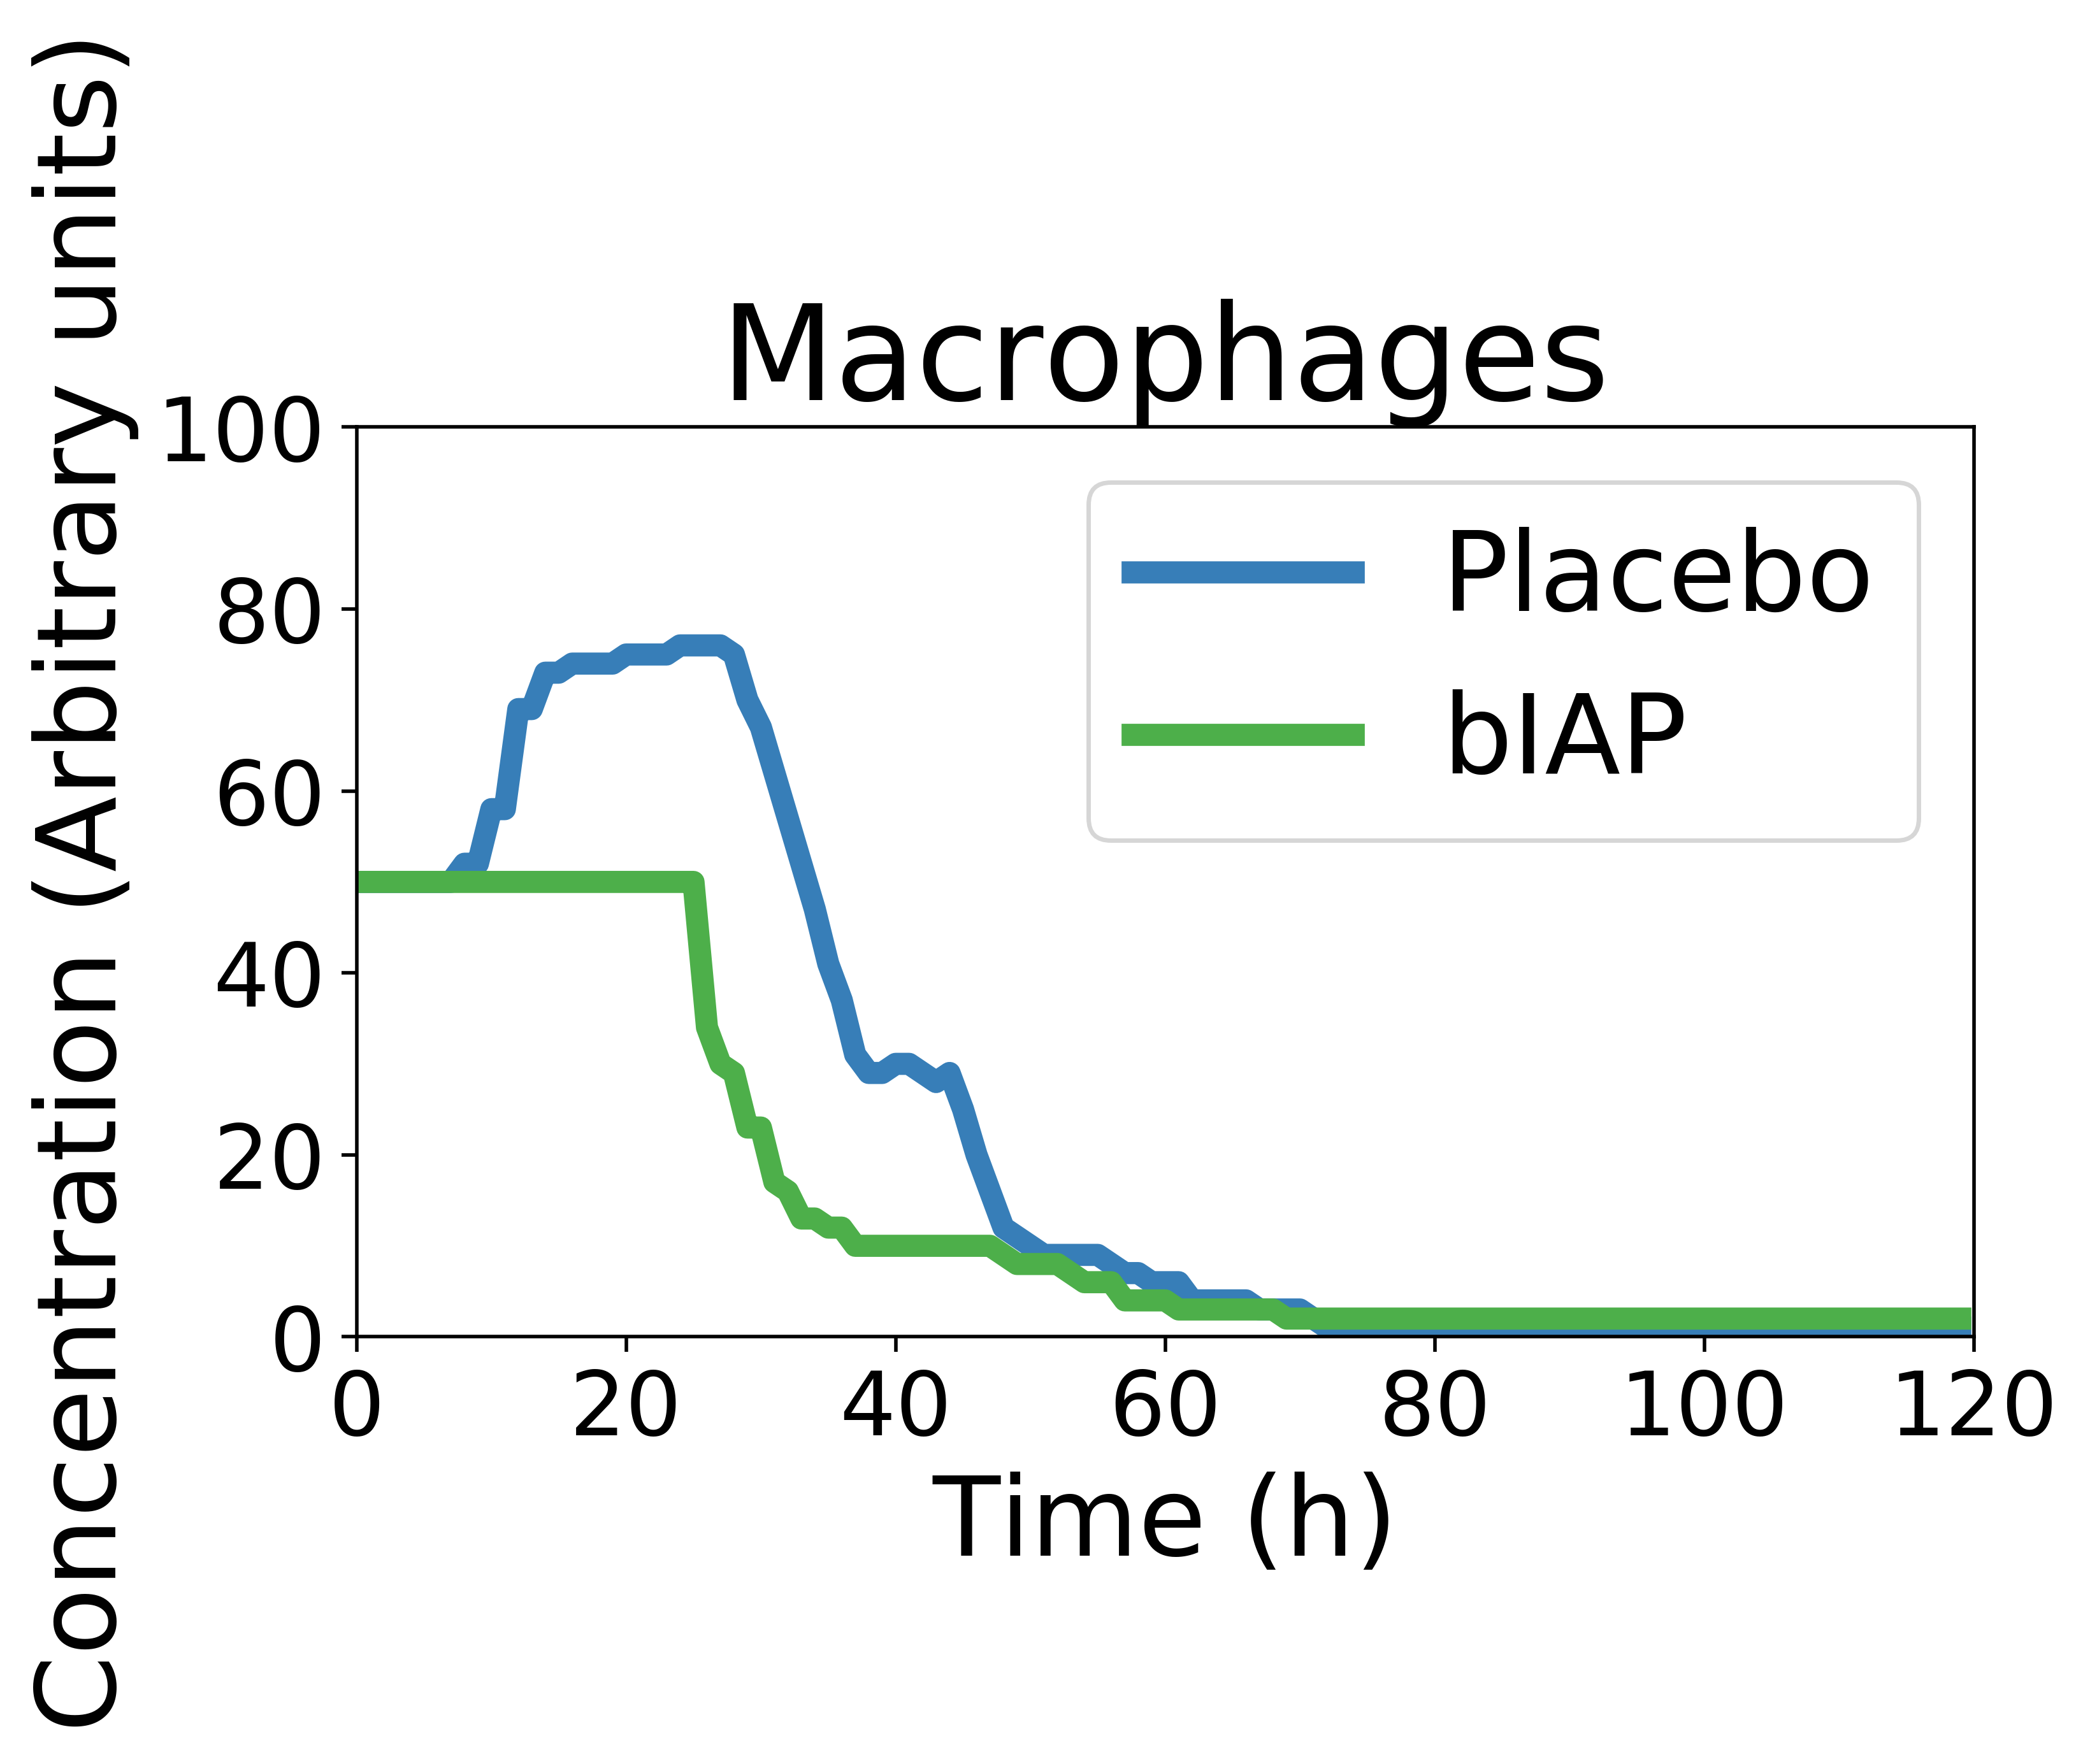 Macrophages
Concentration (Arbitrary units)
100
80
60
40
20
0
Placebo
bIAP
0 20 40 60 80 100 120
Time (h)